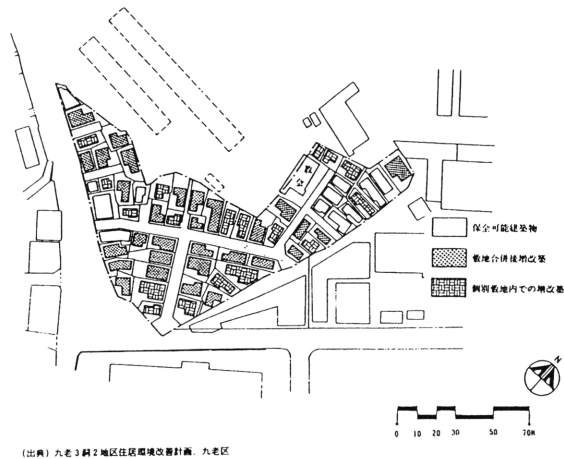 保全可能建築物
敷地合併後増改築
個別敷地内での増改築
N
0 10 20 30 50 70M
(出典) 九老3洞2地区住居環境改善計画、九老区